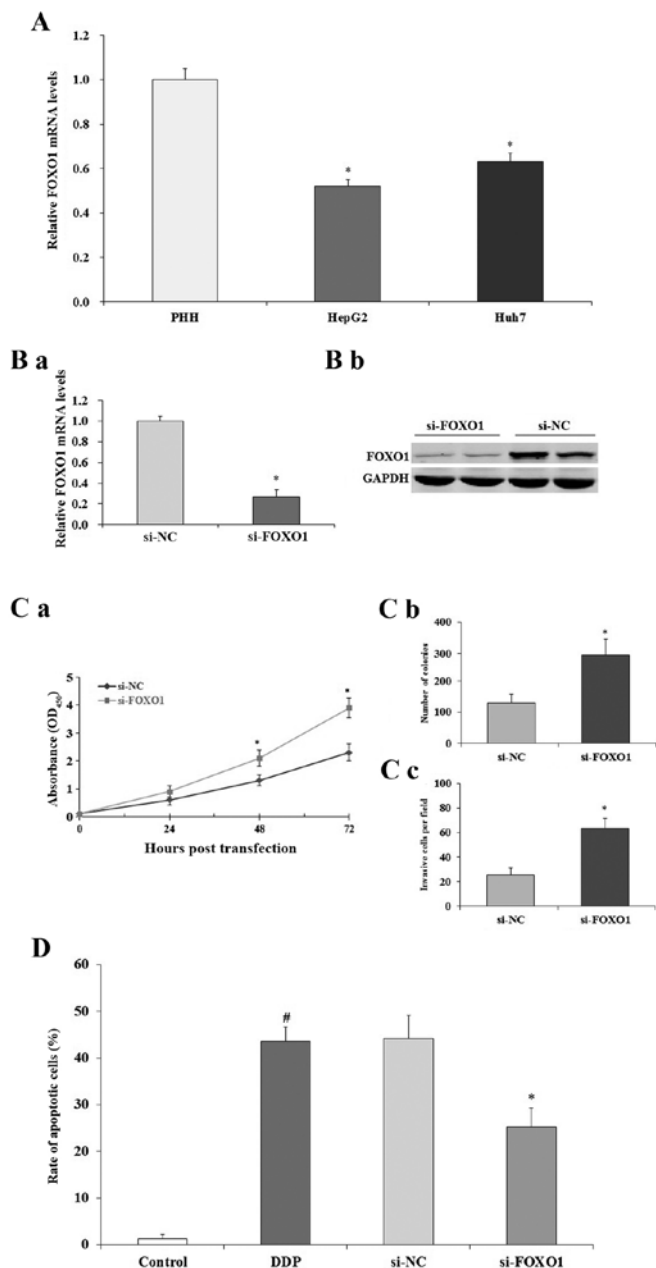 A
Relative FOXO1 mRNA levels
1.2
1.0
0.8
0.6
0.4
0.2
0.0
*
*
PHH HepG2 Huh7
B a
Relative FOXO1 mRNA levels
1.2
1.0
0.8
0.6
0.4
0.2
0.0
*
si-NC si-FOXO1
B b
si-FOXO1 si-NC
FOXO1
GAPDH
C a
Absorbance (OD450)
5
4
3
2
1
0
si-NC
si-FOXO1
*
*
0 24 48 72
Hours post transfection
C b
Number of colonies
400
300
200
100
0
*
si-NC si-FOXO1
C c
Invasive cells per field
100
80
60
40
20
0
*
si-NC si-FOXO1
D
Rate of apoptotic cells (%)
60
50
40
30
20
10
0
#
*
Control DDP si-NC si-FOXO1